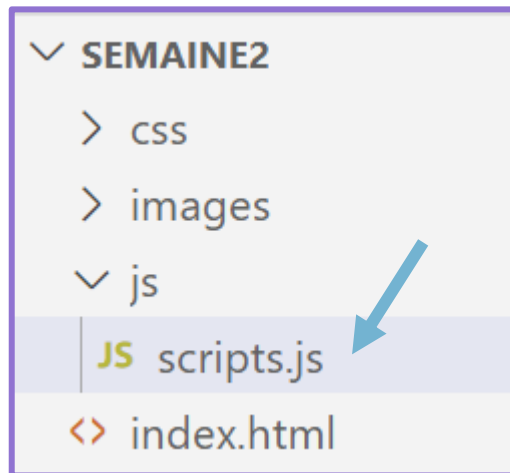 SEMAINE2
css
images
js
JS scripts.js
<> index.html